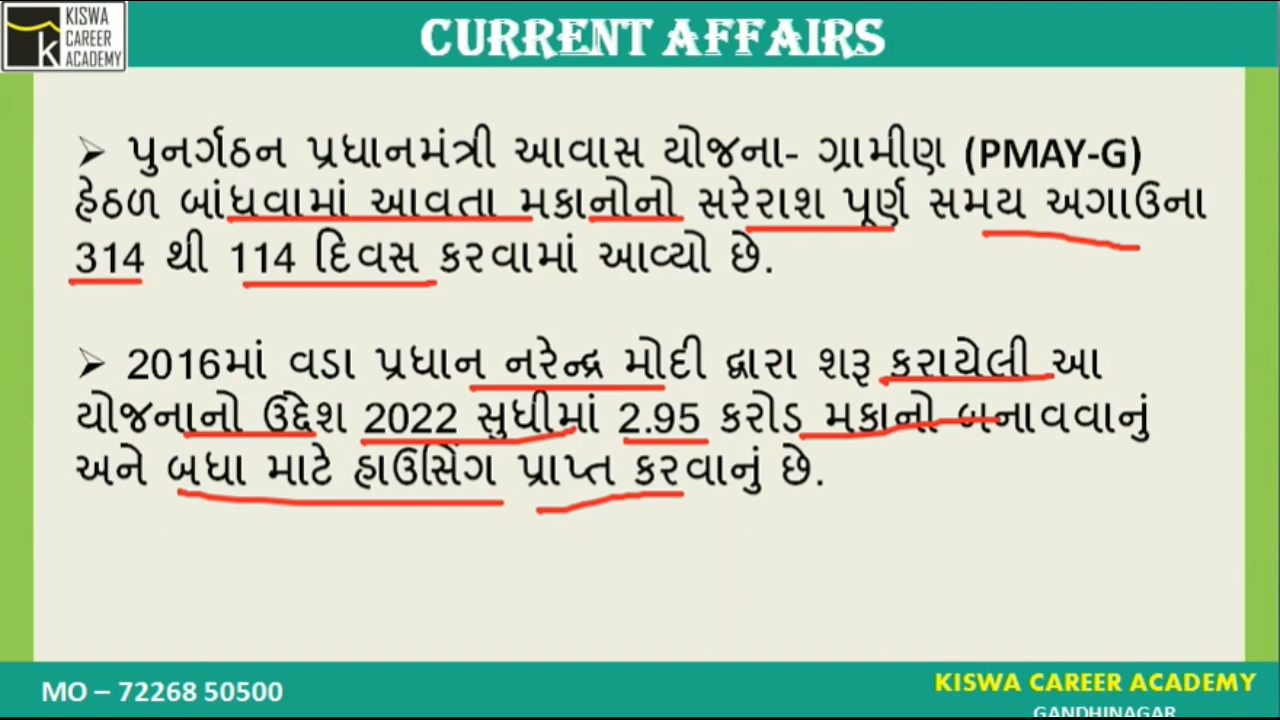 KISWA
CAREER
ACADEMY
CURRENT AFFAIRS
➢ પુનર્ગઠન પ્રધાનમંત્રી આવાસ યોજના- ગ્રામીણ (PMAY-G)
હેઠળ બાંધવામાં આવતા મકાનોનો સરેરાશ પૂર્ણ સમય અગાઉના
314 થી 114 દિવસ કરવામાં આવ્યો છે.
➢ 2016માં વડા પ્રધાન નરેન્દ્ર મોદી દ્વારા શરૂ કરાયેલી આ
યોજનાનો ઉદ્દેશ 2022 સુધીમાં 2.95 કરોડ મકાનો બનાવવાનું
અને બધા માટે હાઉસિંગ પ્રાપ્ત કરવાનું છે.
MO – 72268 50500
KISWA CAREER ACADEMY
GANDHINAGAR